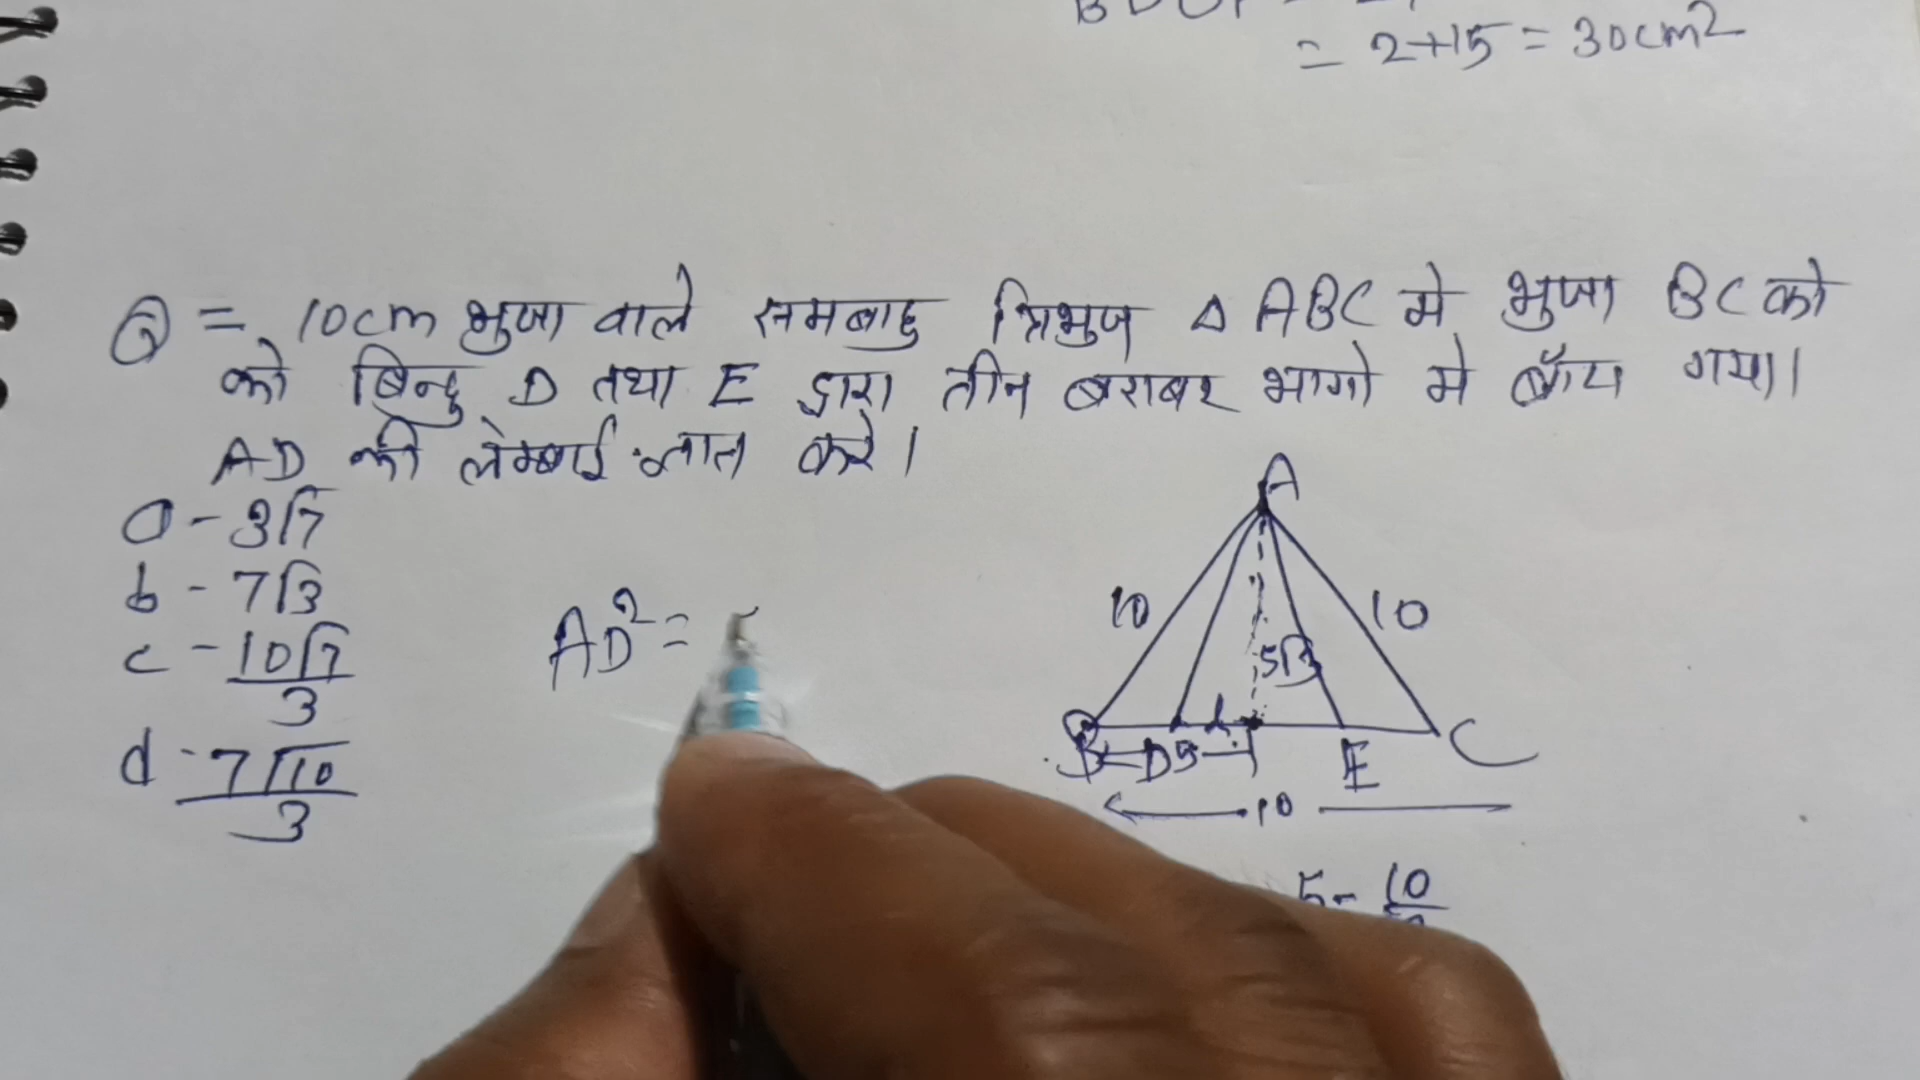 = 2+15 = 30cm²
Q = 10cm भुजा वाले समबाहु त्रिभुज Δ ABC मे भुजा BC को
को बिन्दु D तथा E द्वारा तीन बराबर भागो मे बाँटा गया।
AD की लम्बाई ज्ञात करे।
a - 3√7
b - 7√3
c - 10√7/3
d - 7√10/3
AD² =
A
10 10
5√3
B D 5 E C
10
5 - 10